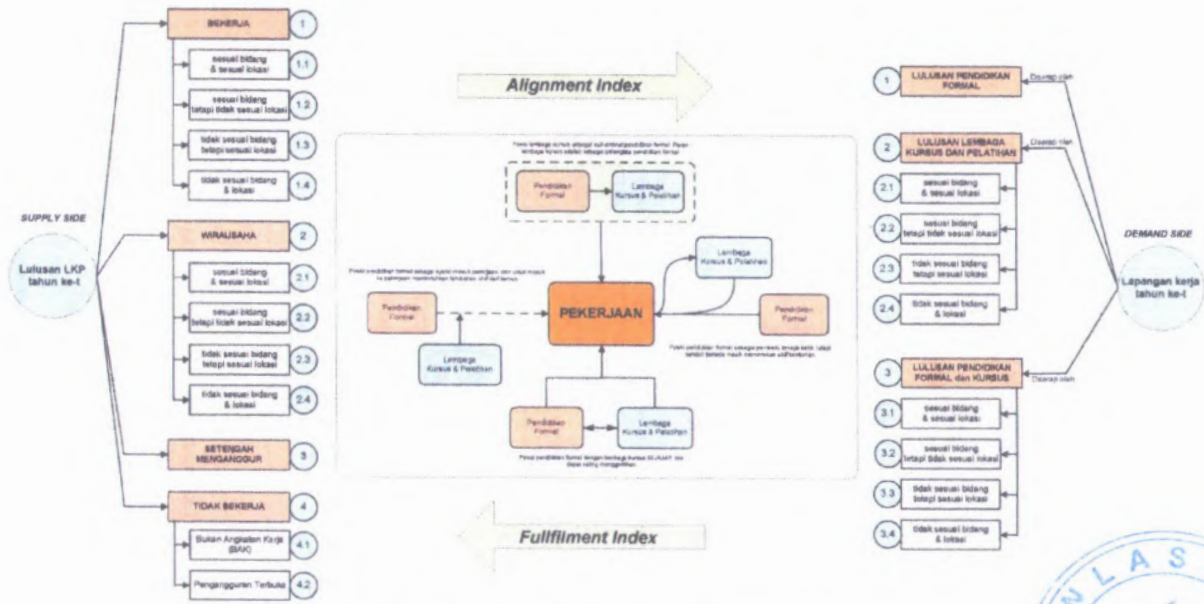 BEKERJA
1
sesuai bidang
& sesuai lokasi
1.1
sesuai bidang
tetapi tidak sesuai lokasi
1.2
tidak sesuai bidang
tetapi sesuai lokasi
1.3
tidak sesuai bidang
& lokasi
1.4
SUPPLY SIDE
Lulusan LKP
tahun ke-t
WIRAUSAHA
2
sesuai bidang
& sesuai lokasi
2.1
sesuai bidang
tetapi tidak sesuai lokasi
2.2
tidak sesuai bidang
tetapi sesuai lokasi
2.3
tidak sesuai bidang
& lokasi
2.4
SETENGAH
MENGANGGUR
3
TIDAK BEKERJA
4
Bukan Angkatan Kerja
(BAK)
4.1
Pengangguran Terbuka
4.2
Alignment Index
Pendidikan
Formal
Lembaga
Kursus & Pelatihan
Lembaga
Kursus & Pelatihan
Pendidikan
Formal
PEKERJAAN
Pendidikan
Formal
Lembaga
Kursus & Pelatihan
Pendidikan
Formal
Lembaga
Kursus & Pelatihan
Fullfilment Index
1
LULUSAN PENDIDIKAN
FORMAL
Diserap oleh
2
LULUSAN LEMBAGA
KURSUS DAN PELATIHAN
Diserap oleh
2.1
sesuai bidang
& sesuai lokasi
2.2
sesuai bidang
tetapi tidak sesuai lokasi
2.3
tidak sesuai bidang
tetapi sesuai lokasi
2.4
tidak sesuai bidang
& lokasi
DEMAND SIDE
Lapangan kerja
tahun ke-t
3
LULUSAN PENDIDIKAN
FORMAL dan KURSUS
Diserap oleh
3.1
sesuai bidang
& sesuai lokasi
3.2
sesuai bidang
tetapi tidak sesuai lokasi
3.3
tidak sesuai bidang
tetapi sesuai lokasi
3.4
tidak sesuai bidang
& lokasi
N L A S